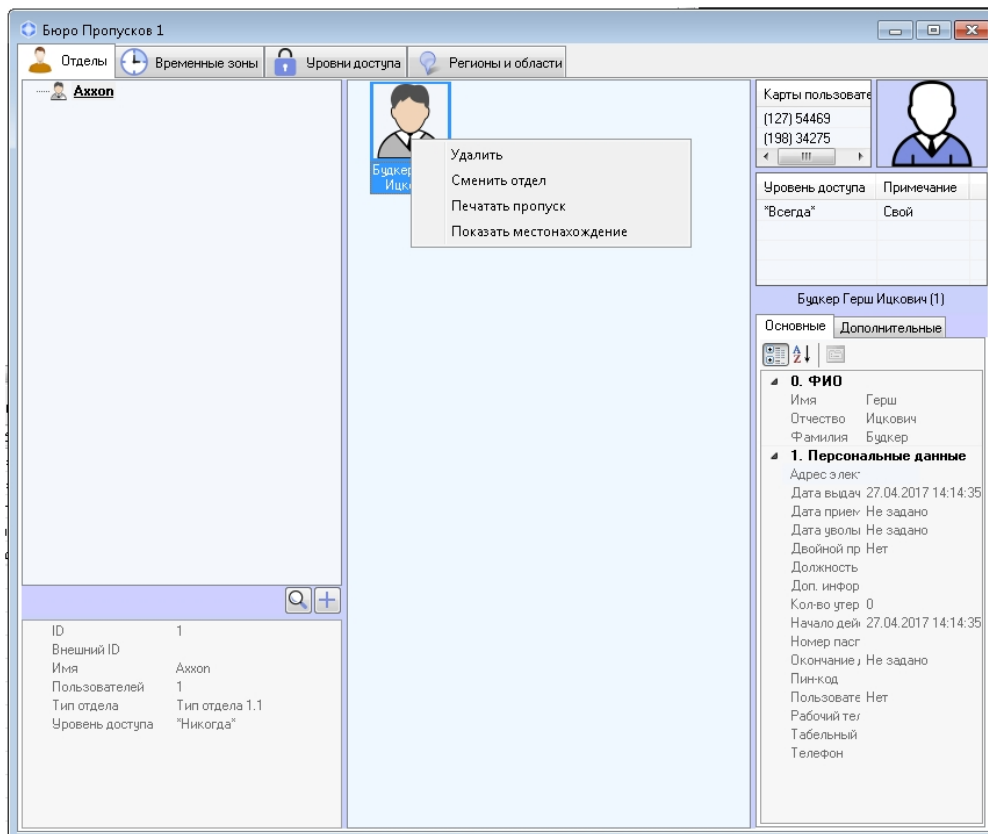 Бюро Пропусков 1
Отделы Временные зоны Уровни доступа Регионы и области
Axxon
Будкер
Ицк
Удалить
Сменить отдел
Печатать пропуск
Показать местонахождение
Карты пользовате
(127) 54469
(198) 34275
Уровень доступа Примечание
"Всегда" Свой
Будкер Герш Ицкович (1)
Основные Дополнительные
0. ФИО
Имя Герш
Отчество Ицкович
Фамилия Будкер
1. Персональные данные
Адрес элек
Дата выдач 27.04.2017 14:14:35
Дата прием Не задано
Дата уволы Не задано
Двойной пр Нет
Должность
Доп. инфор
Кол-во утер 0
Начало дей 27.04.2017 14:14:35
Номер пасп
Окончание Не задано
Пин-код
Пользовате Нет
Рабочий тел
Табельный
Телефон
ID 1
Внешний ID
Имя Axxon
Пользователей 1
Тип отдела Тип отдела 1.1
Уровень доступа "Никогда"